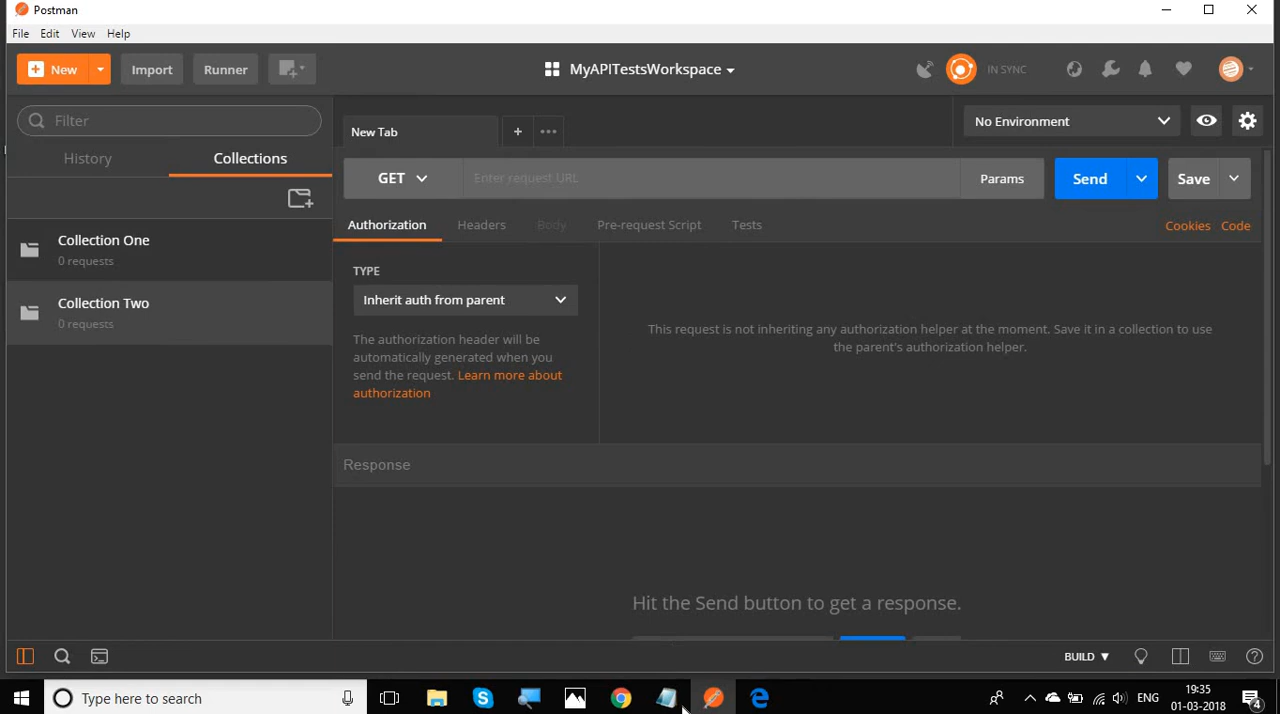 Postman
File Edit View Help
New Import Runner MyAPITestsWorkspace IN SYNC
Filter
History Collections
Collection One
0 requests
Collection Two
0 requests
New Tab + ••• No Environment
GET Enter request URL Params Send Save
Authorization Headers Body Pre-request Script Tests Cookies Code
TYPE
Inherit auth from parent
The authorization header will be
automatically generated when you
send the request. Learn more about
authorization
This request is not inheriting any authorization helper at the moment. Save it in a collection to use
the parent's authorization helper.
Response
Hit the Send button to get a response.
BUILD
Type here to search
ENG
19:35
01-03-2018
4